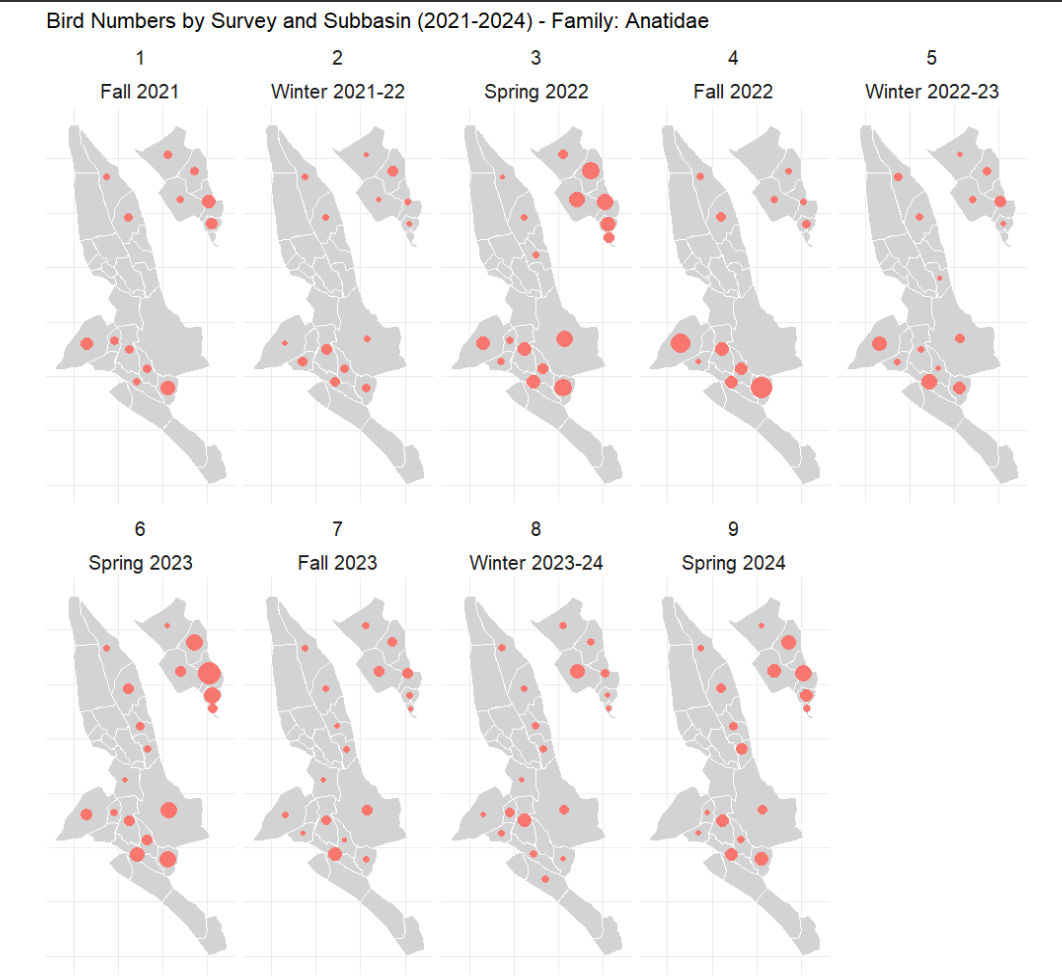 Bird Numbers by Survey and Subbasin (2021-2024) - Family: Anatidae
1
2
3
4
5
Fall 2021
Winter 2021-22
Spring 2022
Fall 2022
Winter 2022-23
6
7
8
9
Spring 2023
Fall 2023
Winter 2023-24
Spring 2024